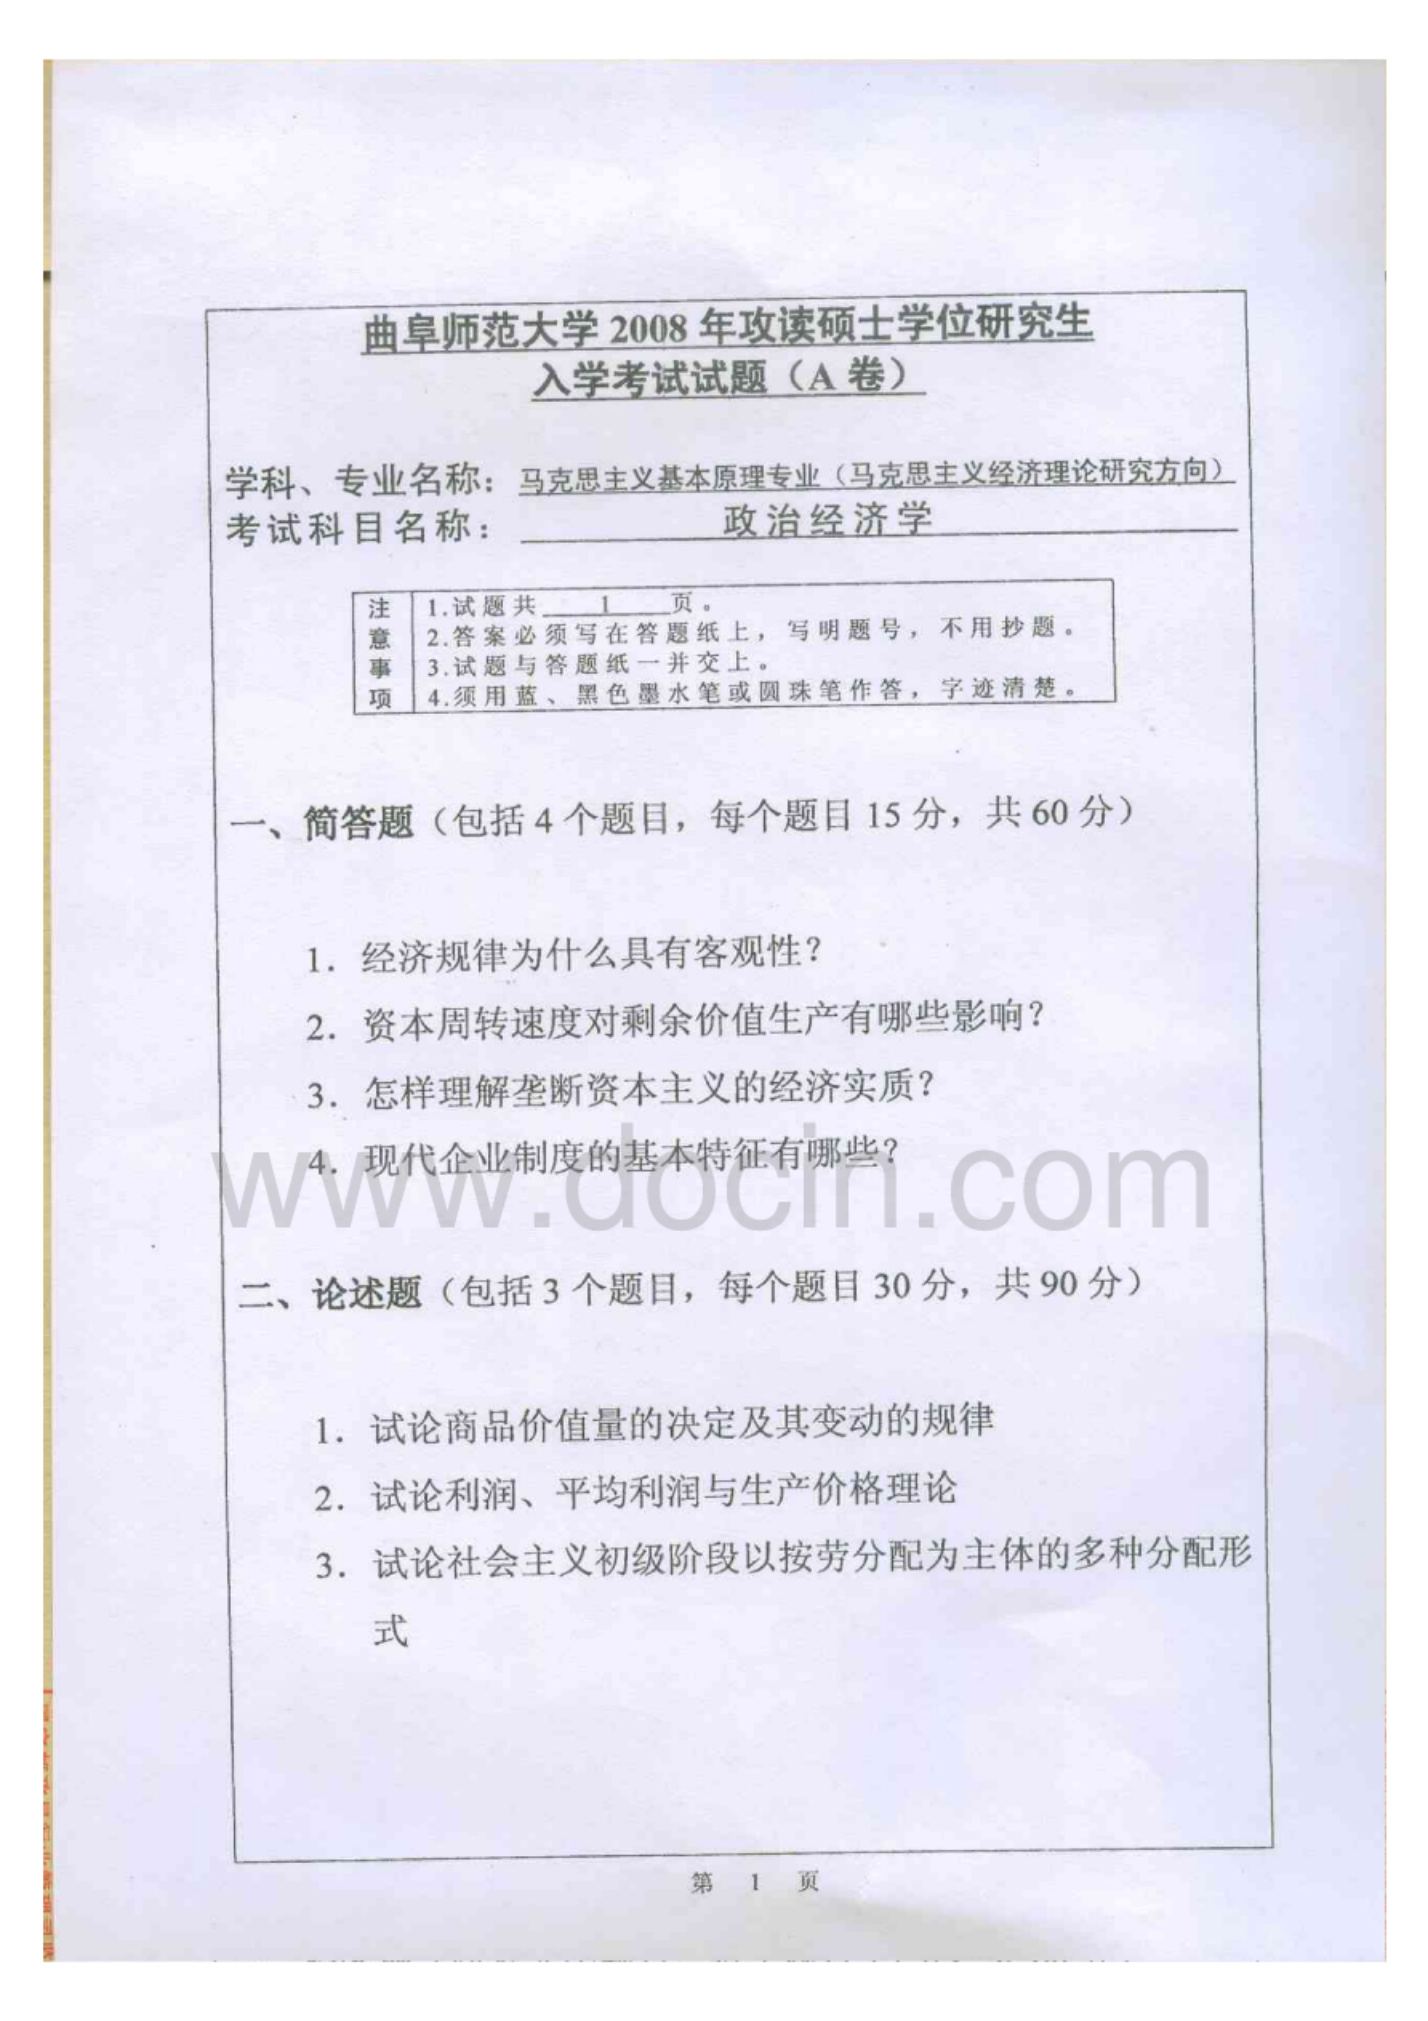 曲阜师范大学 2008 年攻读硕士学位研究生
入学考试试题（A 卷）
学科、专业名称：马克思主义基本原理专业（马克思主义经济理论研究方向）
考试科目名称： 政治经济学
注意事项
1.试题共 1 页。
2.答案必须写在答题纸上，写明题号，不用抄题。
3.试题与答题纸一并交上。
4.须用蓝、黑色墨水笔或圆珠笔作答，字迹清楚。
一、简答题（包括 4 个题目，每个题目 15 分，共 60 分）
1. 经济规律为什么具有客观性？
2. 资本周转速度对剩余价值生产有哪些影响？
3. 怎样理解垄断资本主义的经济实质？
4. 现代企业制度的基本特征有哪些？
www.docin.com
二、论述题（包括 3 个题目，每个题目 30 分，共 90 分）
1. 试论商品价值量的决定及其变动的规律
2. 试论利润、平均利润与生产价格理论
3. 试论社会主义初级阶段以按劳分配为主体的多种分配形
式
第 1 页